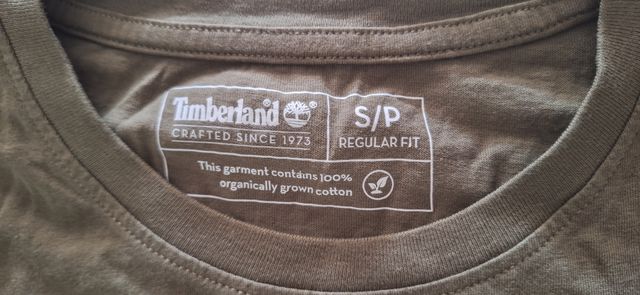 Timberland
CRAFTED SINCE 1973
S/P
REGULAR FIT
This garment contains 100%
organically grown cotton